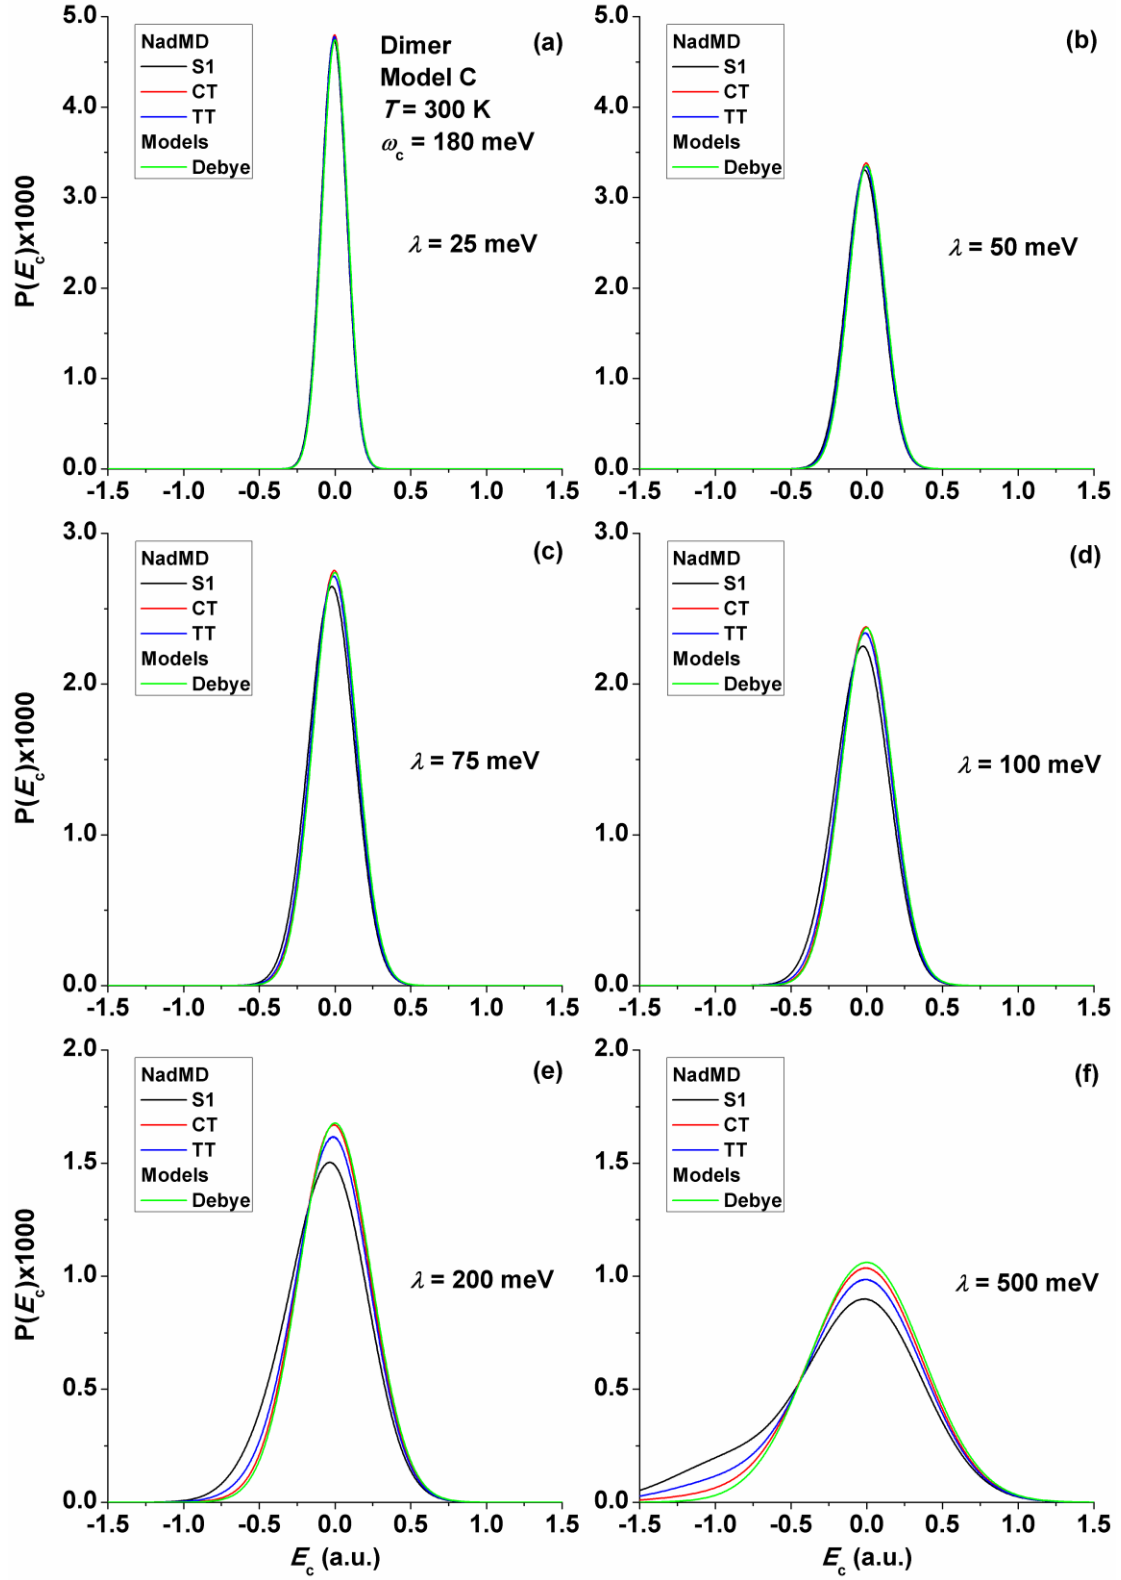 5.0
4.0
3.0
2.0
1.0
0.0
P(Ec)x1000
NadMD
S1
CT
TT
Models
Debye
Dimer
Model C
T = 300 K
ωc = 180 meV
(a)
λ = 25 meV
-1.5 -1.0 -0.5 0.0 0.5 1.0 1.5
5.0
4.0
3.0
2.0
1.0
0.0
NadMD
S1
CT
TT
Models
Debye
(b)
λ = 50 meV
-1.5 -1.0 -0.5 0.0 0.5 1.0 1.5
3.0
2.0
1.0
0.0
P(Ec)x1000
NadMD
S1
CT
TT
Models
Debye
(c)
λ = 75 meV
-1.5 -1.0 -0.5 0.0 0.5 1.0 1.5
3.0
2.0
1.0
0.0
NadMD
S1
CT
TT
Models
Debye
(d)
λ = 100 meV
-1.5 -1.0 -0.5 0.0 0.5 1.0 1.5
2.0
1.5
1.0
0.5
0.0
P(Ec)x1000
NadMD
S1
CT
TT
Models
Debye
(e)
λ = 200 meV
-1.5 -1.0 -0.5 0.0 0.5 1.0 1.5
Ec (a.u.)
2.0
1.5
1.0
0.5
0.0
NadMD
S1
CT
TT
Models
Debye
(f)
λ = 500 meV
-1.5 -1.0 -0.5 0.0 0.5 1.0 1.5
Ec (a.u.)